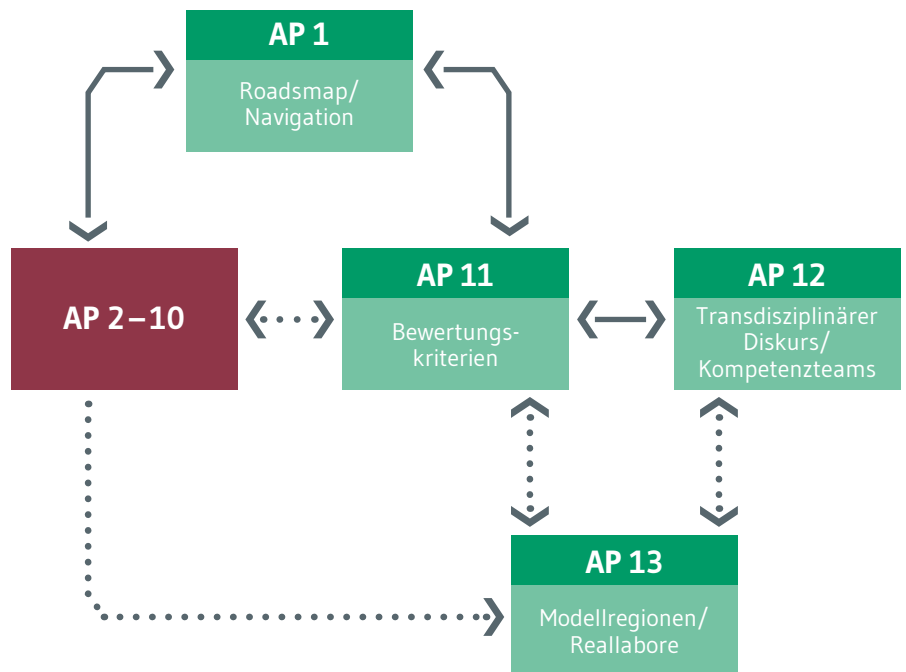 AP 1
Roadsmap/
Navigation
AP 2–10
AP 11
Bewertungs-
kriterien
AP 12
Transdisziplinärer
Diskurs/
Kompetenzteams
AP 13
Modellregionen/
Reallabore